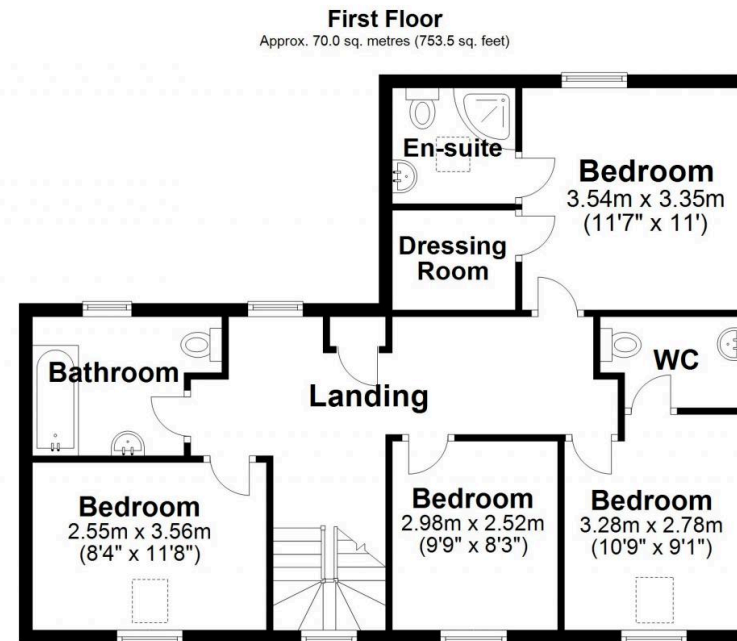 First Floor
Approx. 70.0 sq. metres (753.5 sq. feet)
En-suite
Bedroom
3.54m x 3.35m
(11'7" x 11')
Dressing
Room
Bathroom
Landing
WC
Bedroom
2.55m x 3.56m
(8'4" x 11'8")
Bedroom
2.98m x 2.52m
(9'9" x 8'3")
Bedroom
3.28m x 2.78m
(10'9" x 9'1")